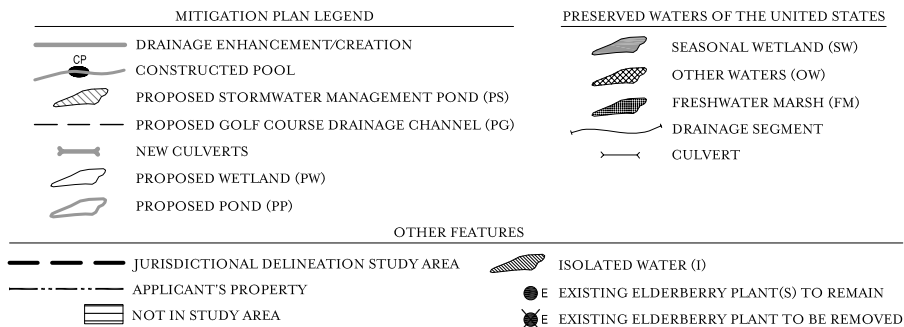 MITIGATION PLAN LEGEND
DRAINAGE ENHANCEMENT/CREATION
CP
CONSTRUCTED POOL
PROPOSED STORMWATER MANAGEMENT POND (PS)
PROPOSED GOLF COURSE DRAINAGE CHANNEL (PG)
NEW CULVERTS
PROPOSED WETLAND (PW)
PROPOSED POND (PP)
PRESERVED WATERS OF THE UNITED STATES
SEASONAL WETLAND (SW)
OTHER WATERS (OW)
FRESHWATER MARSH (FM)
DRAINAGE SEGMENT
CULVERT
OTHER FEATURES
JURISDICTIONAL DELINEATION STUDY AREA
APPLICANT'S PROPERTY
NOT IN STUDY AREA
ISOLATED WATER (I)
E EXISTING ELDERBERRY PLANT(S) TO REMAIN
E EXISTING ELDERBERRY PLANT TO BE REMOVED